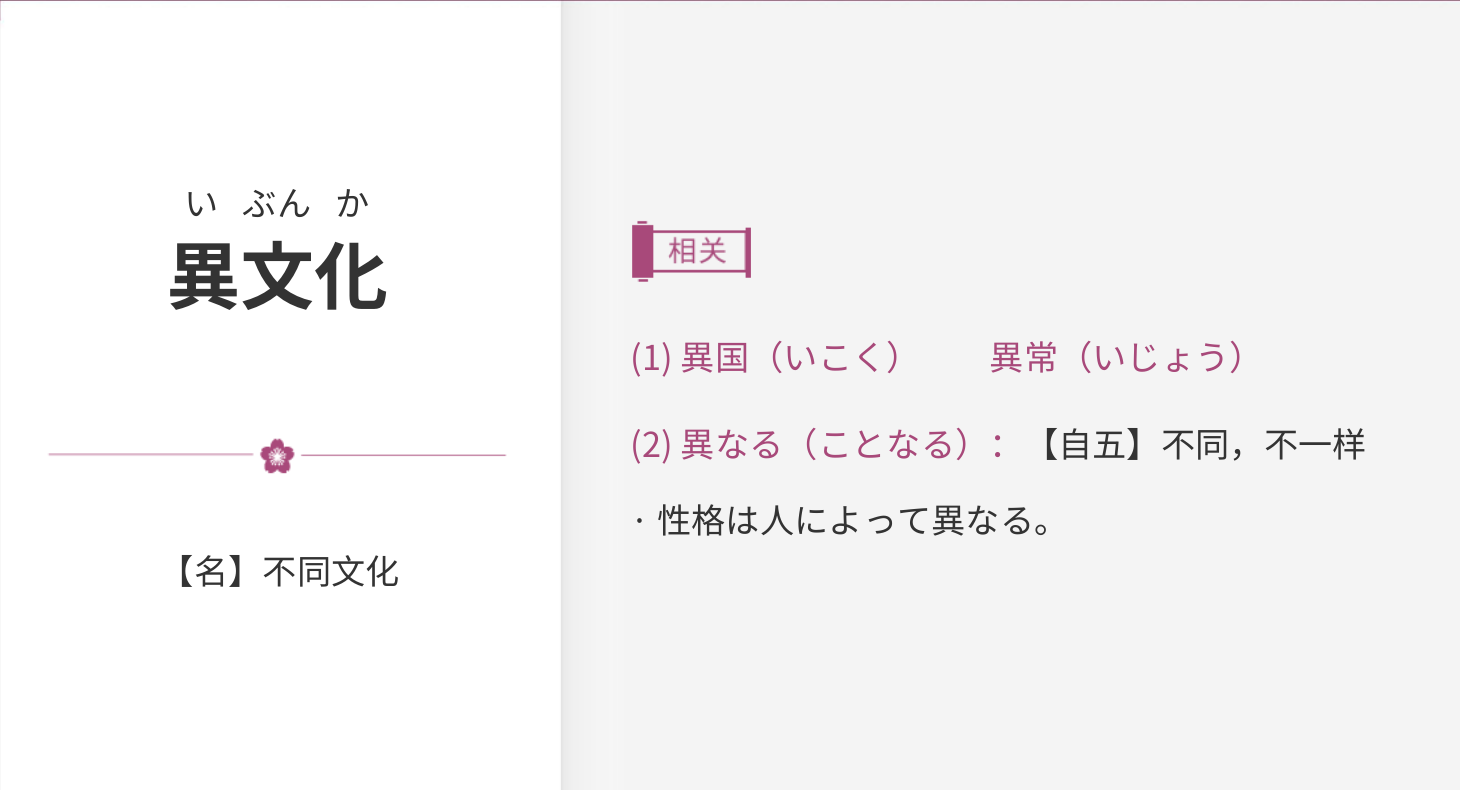 い ぶん か
異文化
【名】不同文化
相关
(1) 異国（いこく） 異常（いじょう）
(2) 異なる（ことなる）：【自五】不同，不一样
· 性格は人によって異なる。